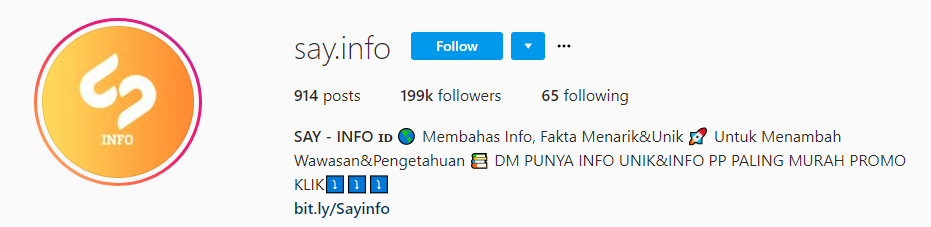 say.info
Follow
914 posts 199k followers 65 following
SAY - INFO ɪᴅ 🌎 Membahas Info, Fakta Menarik&Unik 🚀 Untuk Menambah
Wawasan&Pengetahuan 📚 DM PUNYA INFO UNIK&INFO PP PALING MURAH PROMO
KLIK⤵⤵⤵
bit.ly/Sayinfo
INFO